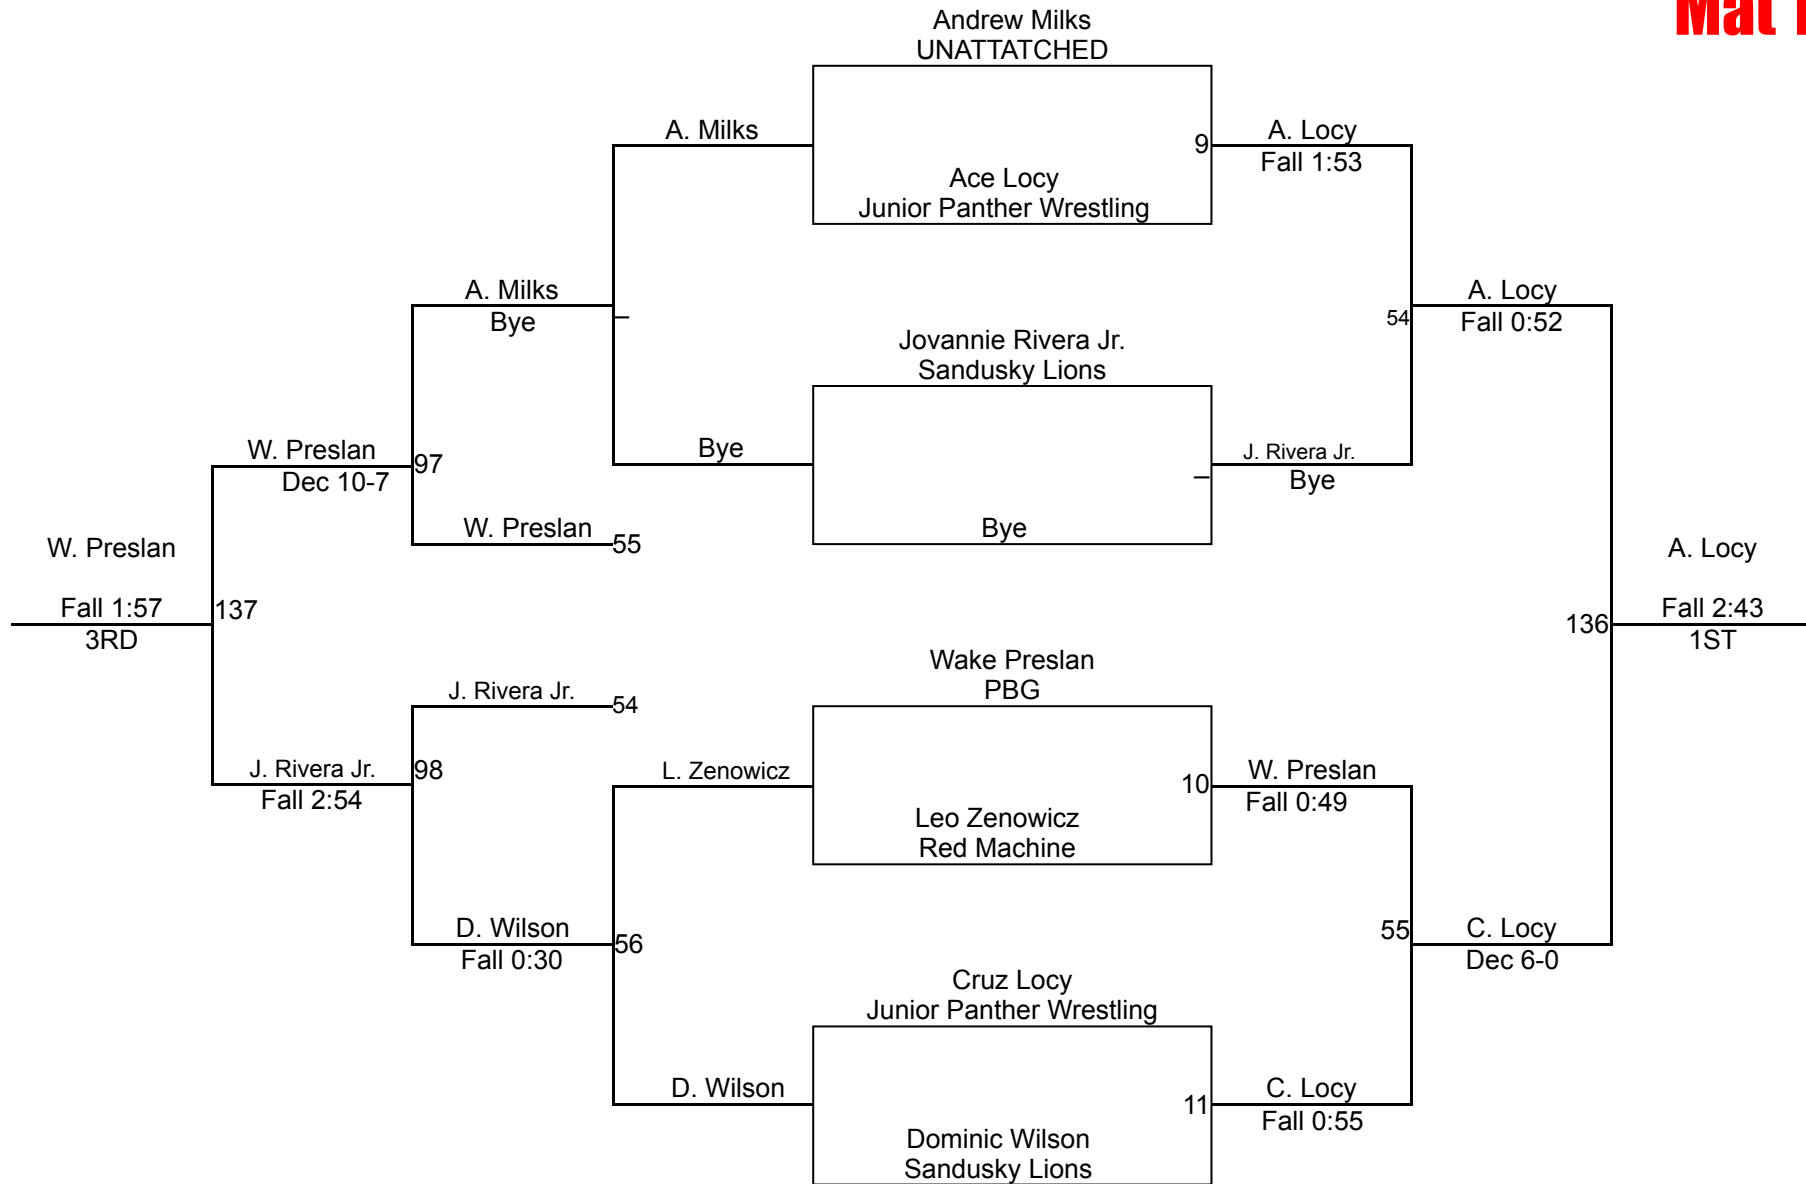 Mat 1
Andrew Milks
UNATTATCHED
A. Milks
9
A. Locy
Fall 1:53
Ace Locy
Junior Panther Wrestling
A. Milks
Bye
A. Locy
Fall 0:52
54
Jovannie Rivera Jr.
Sandusky Lions
W. Preslan
Dec 10-7
97
Bye
J. Rivera Jr.
Bye
W. Preslan
55
Bye
W. Preslan
Fall 1:57
3RD
137
A. Locy
Fall 2:43
1ST
136
Wake Preslan
PBG
J. Rivera Jr.
54
J. Rivera Jr.
Fall 2:54
98
L. Zenowicz
10
W. Preslan
Fall 0:49
Leo Zenowicz
Red Machine
D. Wilson
Fall 0:30
56
55
C. Locy
Dec 6-0
Cruz Locy
Junior Panther Wrestling
D. Wilson
11
C. Locy
Fall 0:55
Dominic Wilson
Sandusky Lions